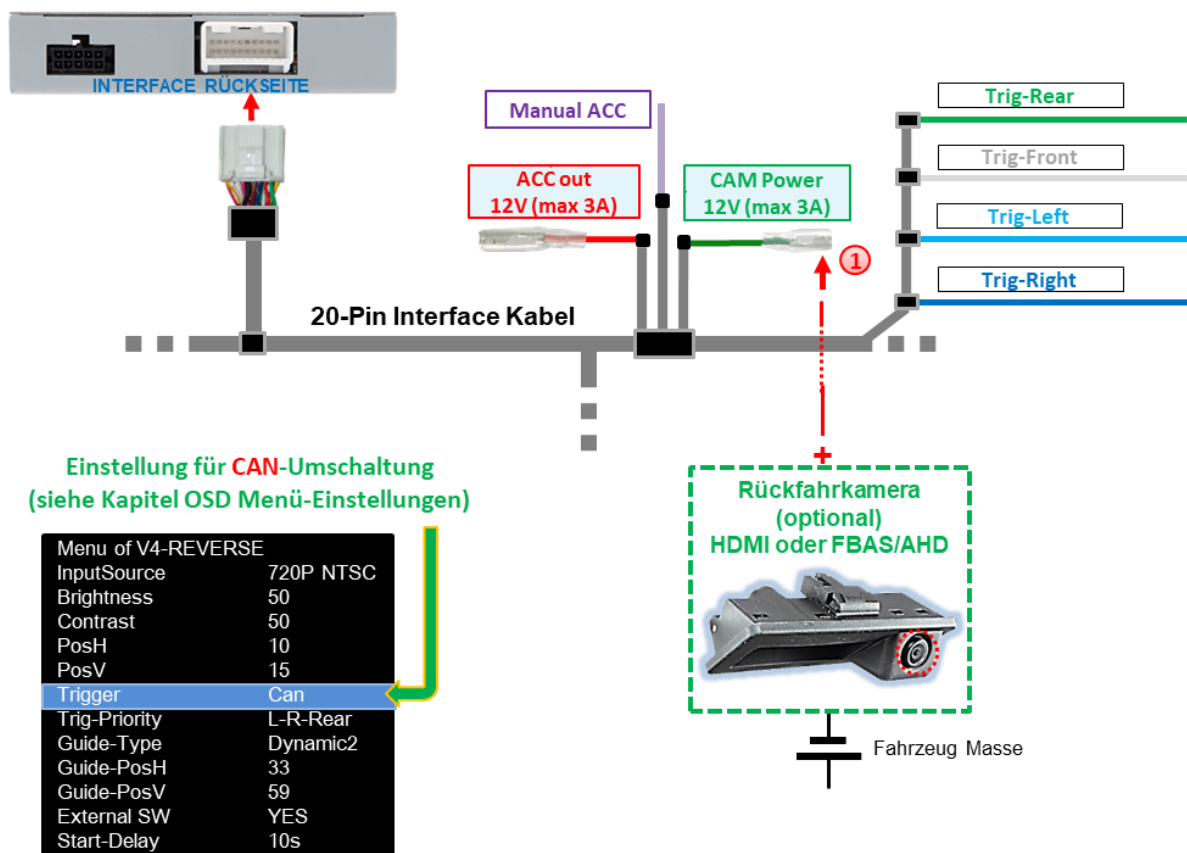 INTERFACE RÜCKSEITE
Manual ACC
ACC out
12V (max 3A)
CAM Power
12V (max 3A)
1
Trig-Rear
Trig-Front
Trig-Left
Trig-Right
20-Pin Interface Kabel
Einstellung für CAN-Umschaltung
(siehe Kapitel OSD Menü-Einstellungen)
Menu of V4-REVERSE
InputSource 720P NTSC
Brightness 50
Contrast 50
PosH 10
PosV 15
Trigger Can
Trig-Priority L-R-Rear
Guide-Type Dynamic2
Guide-PosH 33
Guide-PosV 59
External SW YES
Start-Delay 10s
+
Rückfahrkamera
(optional)
HDMI oder FBAS/AHD
Fahrzeug Masse